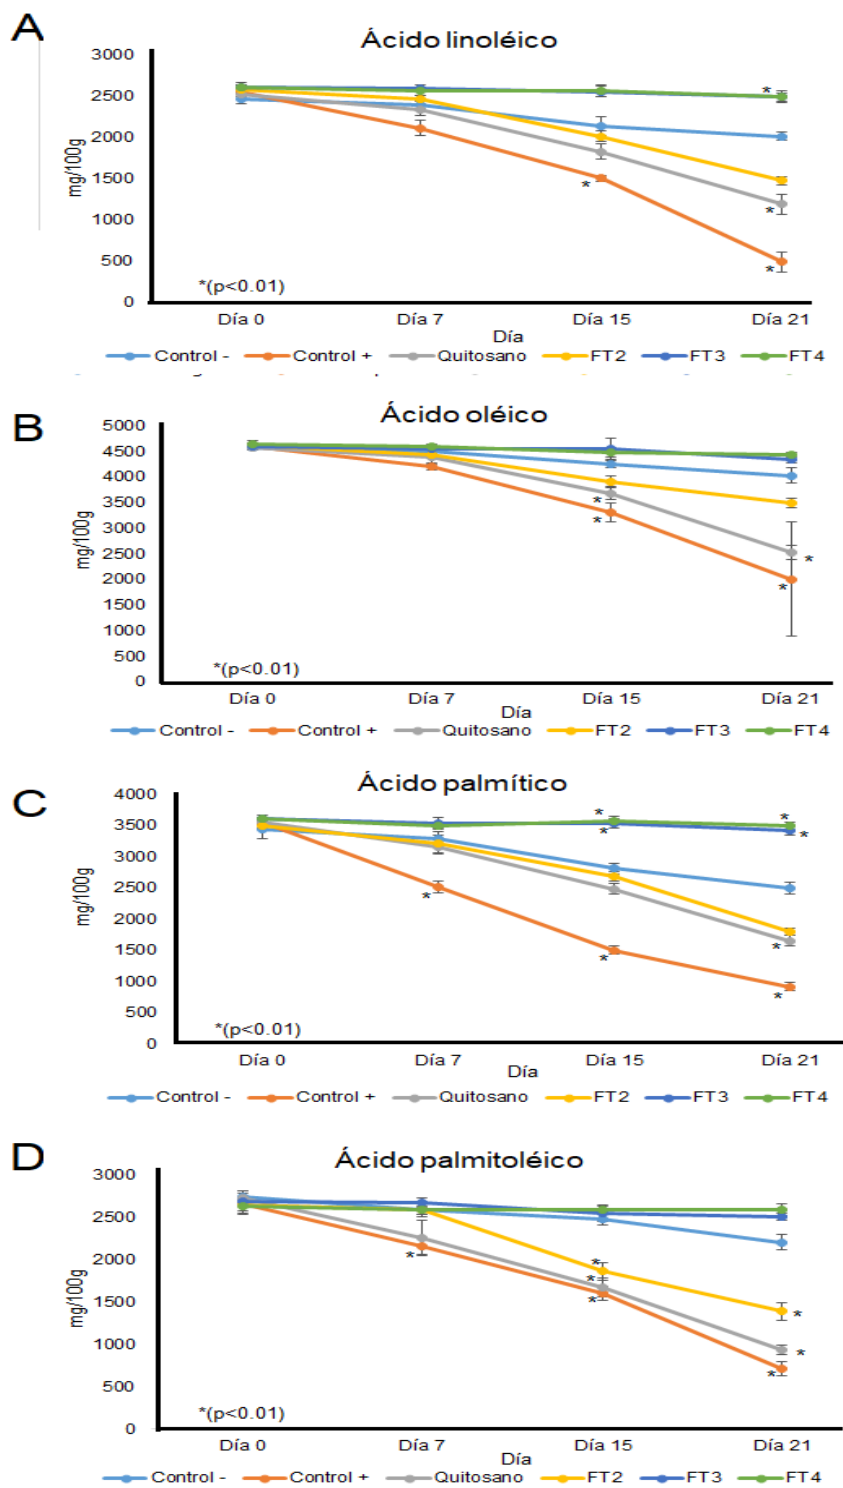 A
Ácido linoléico
3000
2500
2000
1500
1000
500
0
mg/100g
*
*
*
*
*
*(p<0.01)
Día 0 Día 7 Día 15 Día 21
Día
Control - Control + Quitosano FT2 FT3 FT4
B
Ácido oléico
5000
4500
4000
3500
3000
2500
2000
1500
1000
500
0
mg/100g
*
*
*
*
*(p<0.01)
Día 0 Día 7 Día 15 Día 21
Día
Control - Control + Quitosano FT2 FT3 FT4
C
Ácido palmítico
4000
3500
3000
2500
2000
1500
1000
500
0
mg/100g
*
*
*
*
*
*
*
*
*(p<0.01)
Día 0 Día 7 Día 15 Día 21
Día
Control - Control + Quitosano FT2 FT3 FT4
D
Ácido palmitoléico
3000
2500
2000
1500
1000
500
0
mg/100g
*
*
*
*
*
*
*
*(p<0.01)
Día 0 Día 7 Día 15 Día 21
Día
Control - Control + Quitosano FT2 FT3 FT4